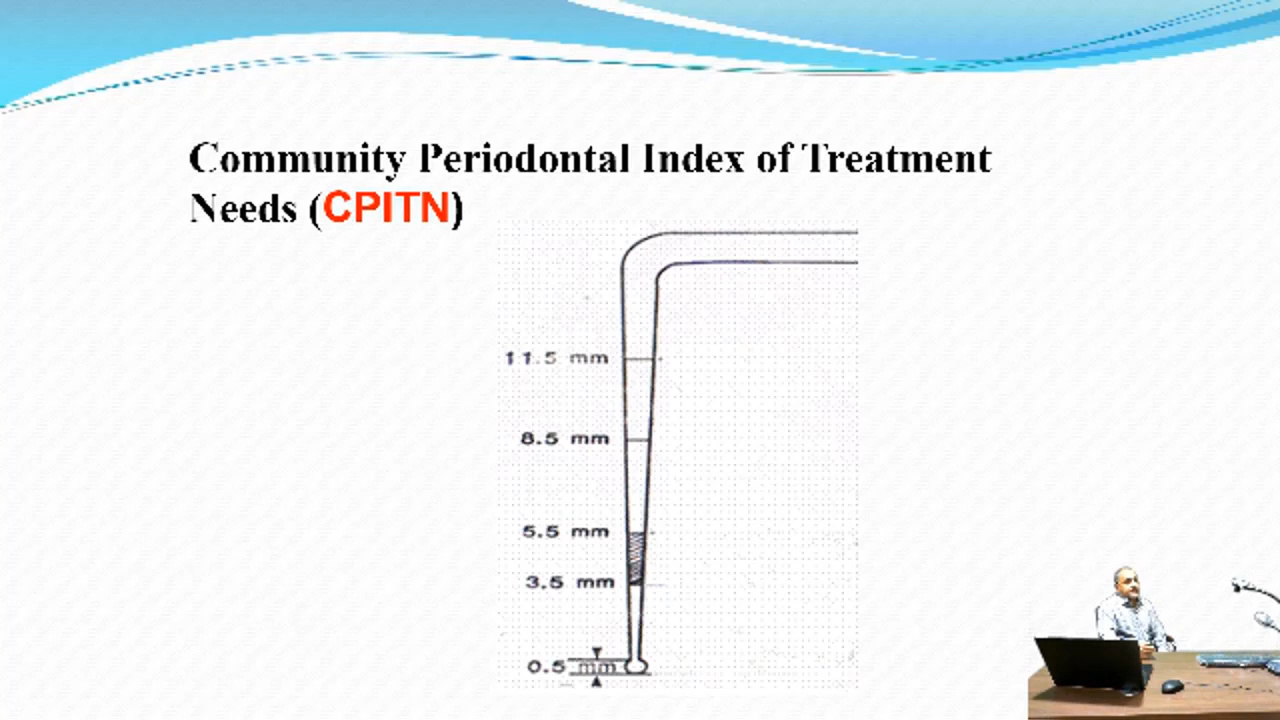 Community Periodontal Index of Treatment
Needs (CPITN)
11.5 mm
8.5 mm
5.5 mm
3.5 mm
0.5 mm